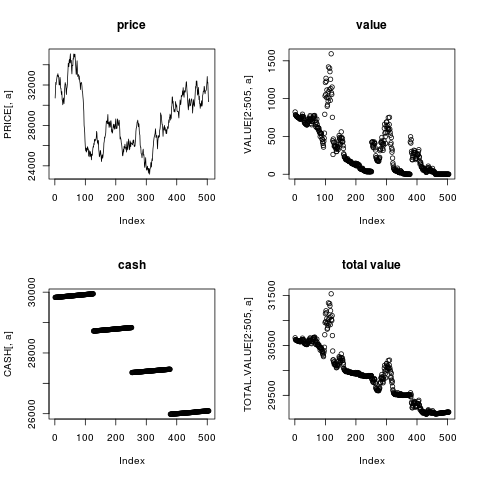 price
value
PRICE[, a]
24000 28000 32000
0 100 200 300 400 500
Index
VALUE[2:505, a]
0 500 1000 1500
0 100 200 300 400 500
Index
cash
total value
CASH[, a]
26000 28000 30000
0 100 200 300 400 500
Index
TOTAL.VALUE[2:505, a]
29500 30500 31500
0 100 200 300 400 500
Index